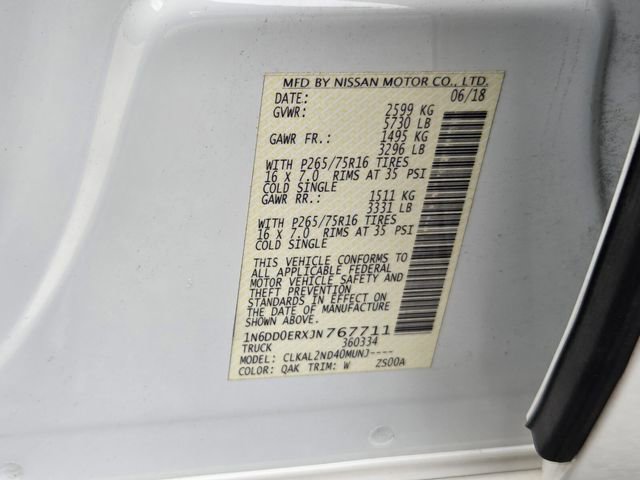 MFD BY NISSAN MOTOR CO., LTD.
DATE: 06/18
GVWR: 2599 KG
5730 LB
GAWR FR.: 1495 KG
3296 LB
WITH P265/75R16 TIRES
16 X 7.0 RIMS AT 35 PSI
COLD SINGLE
GAWR RR.: 1511 KG
3331 LB
WITH P265/75R16 TIRES
16 X 7.0 RIMS AT 35 PSI
COLD SINGLE
THIS VEHICLE CONFORMS TO
ALL APPLICABLE FEDERAL
MOTOR VEHICLE SAFETY AND
THEFT PREVENTION
STANDARDS IN EFFECT ON
THE DATE OF MANUFACTURE
SHOWN ABOVE.
1N6DD0ERXJN767711
TRUCK 360334
MODEL: CLKAL2ND40MUNJ----
COLOR: QAK TRIM: W ZS00A